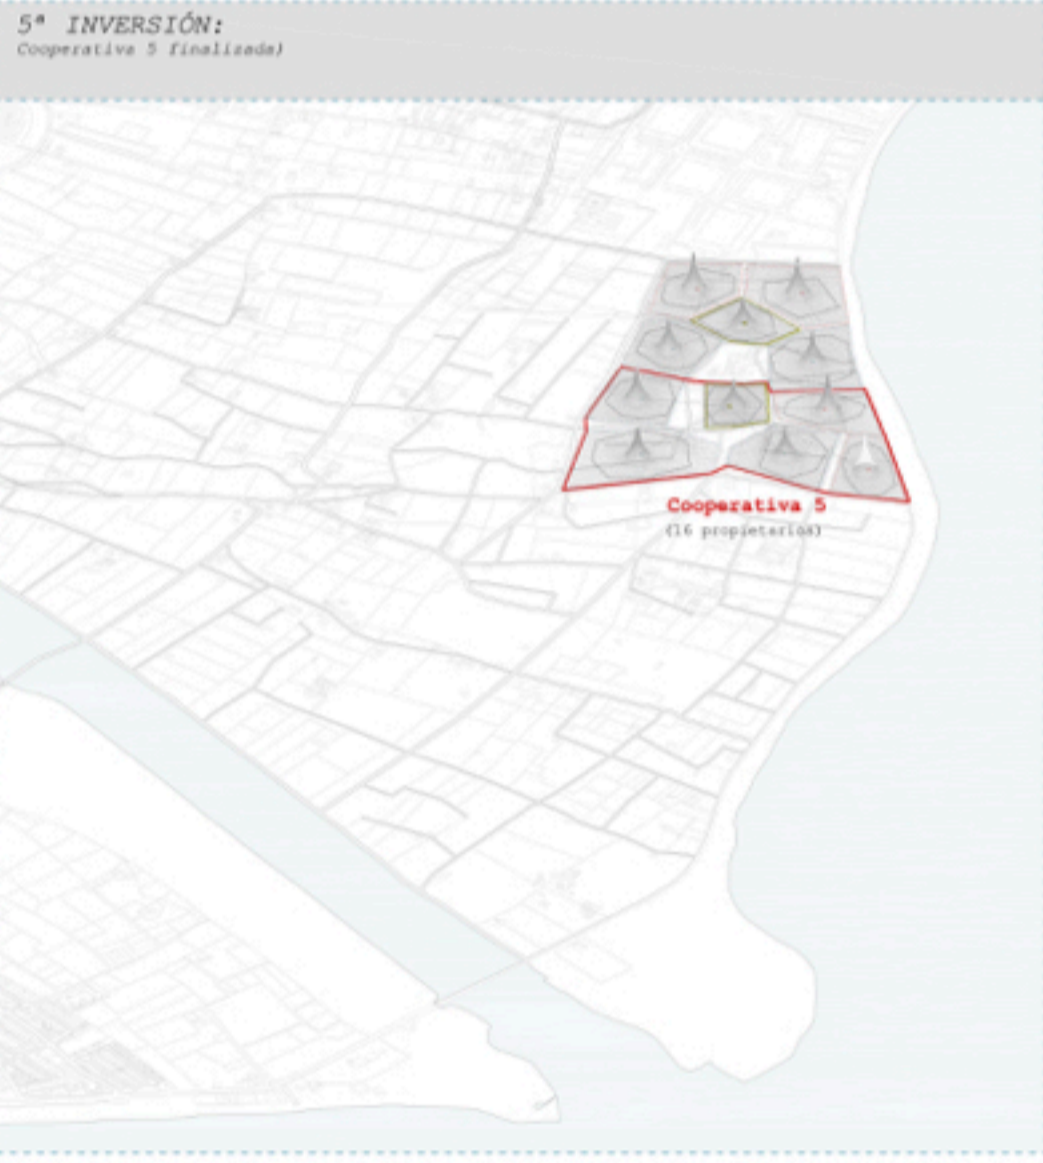 5ª INVERSIÓN:
Cooperativa 5 finalizada)
Cooperativa 5
(16 propietarios)